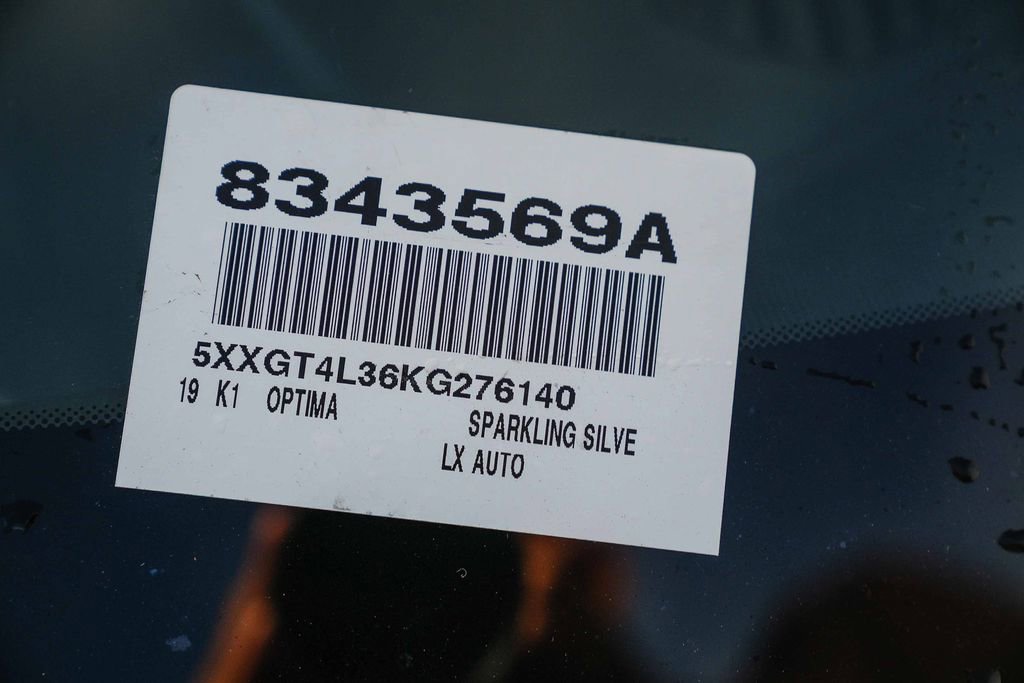 8343569A
5XXGT4L36KG276140
19 K1 OPTIMA
SPARKLING SILVE
LX AUTO